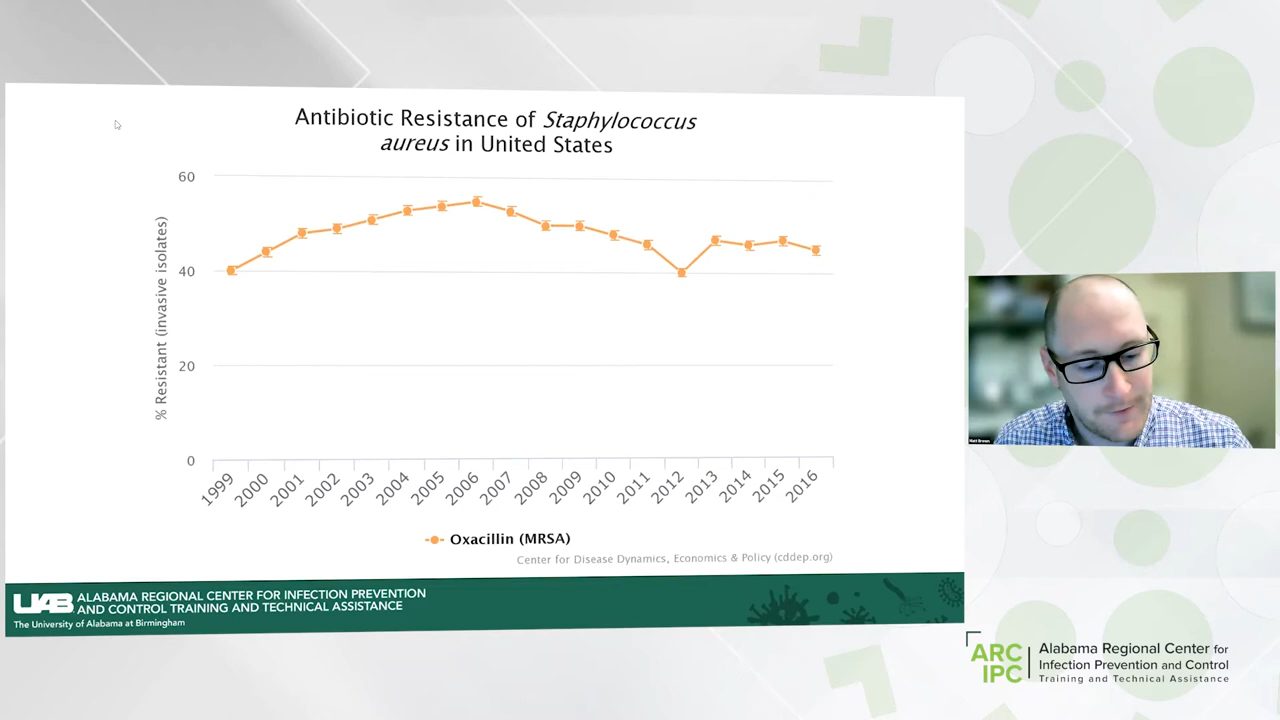 Antibiotic Resistance of Staphylococcus
aureus in United States
% Resistant (invasive isolates)
60
40
20
0
1999
2000
2001
2002
2003
2004
2005
2006
2007
2008
2009
2010
2011
2012
2013
2014
2015
2016
Oxacillin (MRSA)
Center for Disease Dynamics, Economics & Policy (cddep.org)
UAB
ALABAMA REGIONAL CENTER FOR INFECTION PREVENTION
AND CONTROL TRAINING AND TECHNICAL ASSISTANCE
The University of Alabama at Birmingham
Matt Brown
ARC
IPC
Alabama Regional Center for
Infection Prevention and Control
Training and Technical Assistance